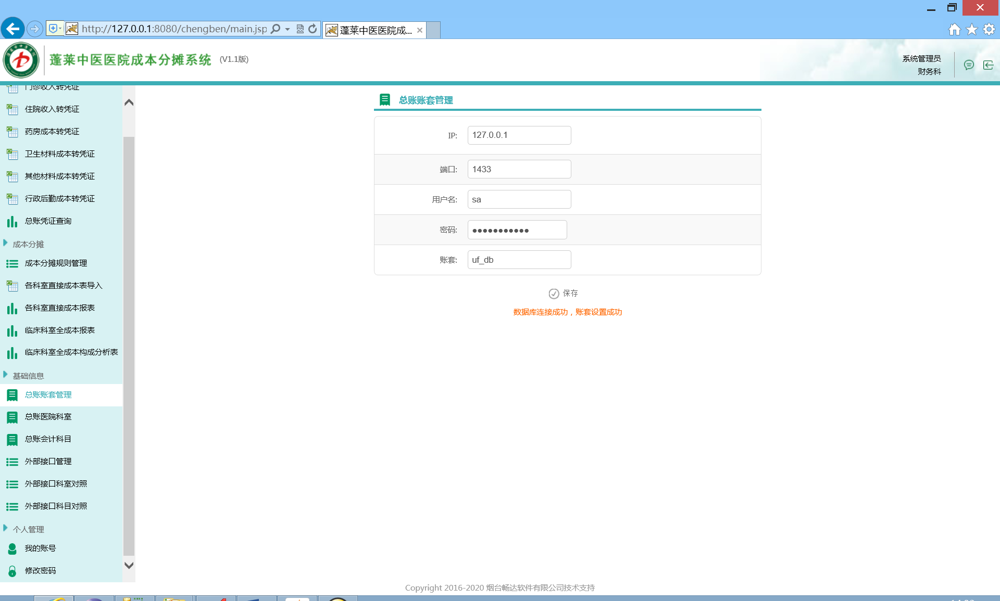 http://127.0.0.1:8080/chengben/main.jsp
蓬莱中医医院成...
蓬莱中医医院成本分摊系统 (V1.1版)
系统管理员
财务科
门诊收入转凭证
住院收入转凭证
药房成本转凭证
卫生材料成本转凭证
其他材料成本转凭证
行政后勤成本转凭证
总账凭证查询
成本分摊
成本分摊规则管理
各科室直接成本表导入
各科室直接成本报表
临床科室全成本报表
临床科室全成本构成分析表
基础信息
总账账套管理
总账医院科室
总账会计科目
外部接口管理
外部接口科室对照
外部接口科目对照
个人管理
我的账号
修改密码
总账账套管理
IP: 127.0.0.1
端口: 1433
用户名: sa
密码: ●●●●●●●●●●●
账套: uf_db
保存
数据库连接成功，账套设置成功
Copyright 2016-2020 烟台畅达软件有限公司技术支持